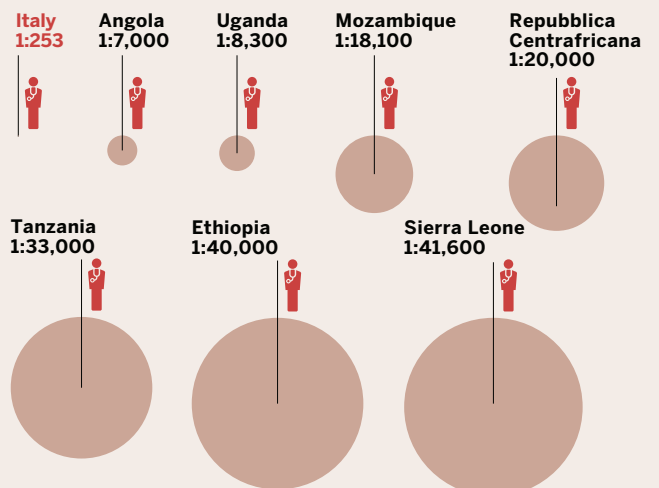 Italy
1:253
Angola
1:7,000
Uganda
1:8,300
Mozambique
1:18,100
Repubblica
Centrafricana
1:20,000
Tanzania
1:33,000
Ethiopia
1:40,000
Sierra Leone
1:41,600